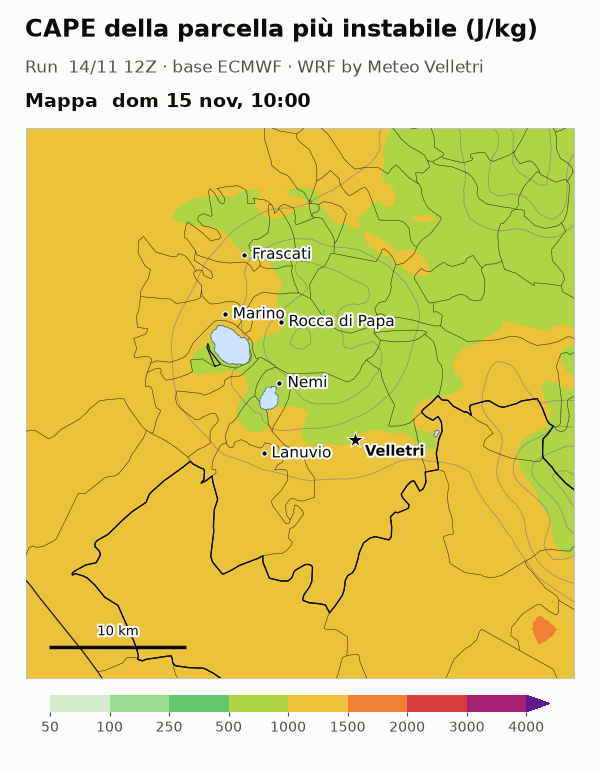 CAPE della parcella più instabile (J/kg)
Run  14/11 12Z · base ECMWF · WRF by Meteo Velletri
Mappa  dom 15 nov, 10:00
Frascati
Marino
Rocca di Papa
Nemi
Velletri
Lanuvio
10 km
50 100 250 500 1000 1500 2000 3000 4000